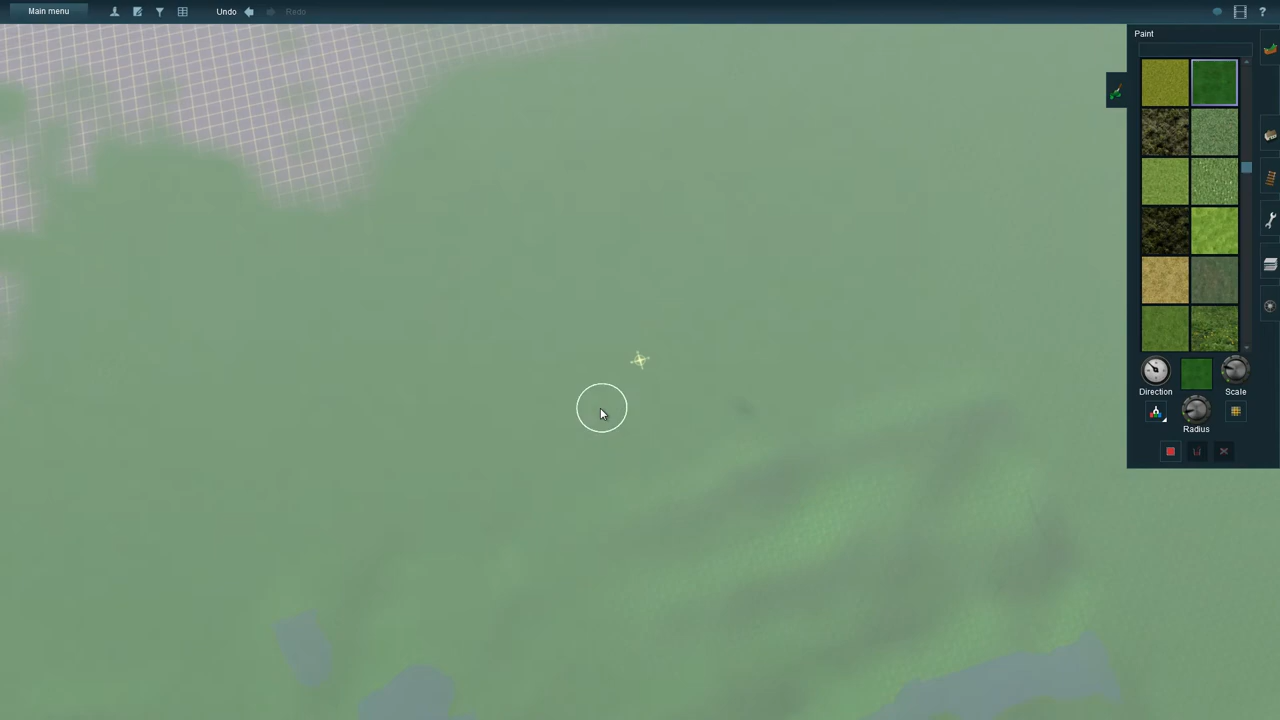 Main menu
Undo
Redo
?
Paint
Direction
Scale
Radius